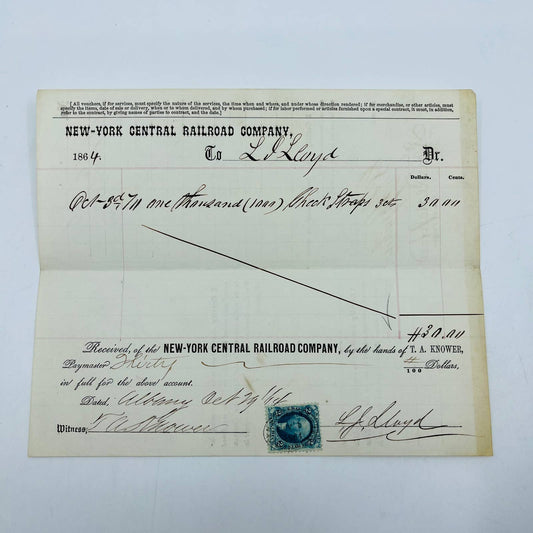 [All vouchers, if for services, must specify the nature of the services, the time when and where, and under whose direction rendered; if for merchandise, or other articles, must
specify the items, date of sale or delivery, when or to whom delivered, and by whom purchased; if for labor performed or articles furnished upon a special contract, it must, in addition,
refer to the contract, by giving names of parties to contract, and the date.]
NEW-YORK CENTRAL RAILROAD COMPANY,
1864. To L J Lloyd Dr.
Dollars. Cents.
Oct 3d To one thousand (1000) Check Straps 3cts 30 00
$30.00
Received, of the NEW-YORK CENTRAL RAILROAD COMPANY, by the hands of T. A. KNOWER,
Paymaster Thirty 100 Dollars,
in full for the above account.
Dated, Albany Oct 29/64
Witness, T A Knower L. J. Lloyd